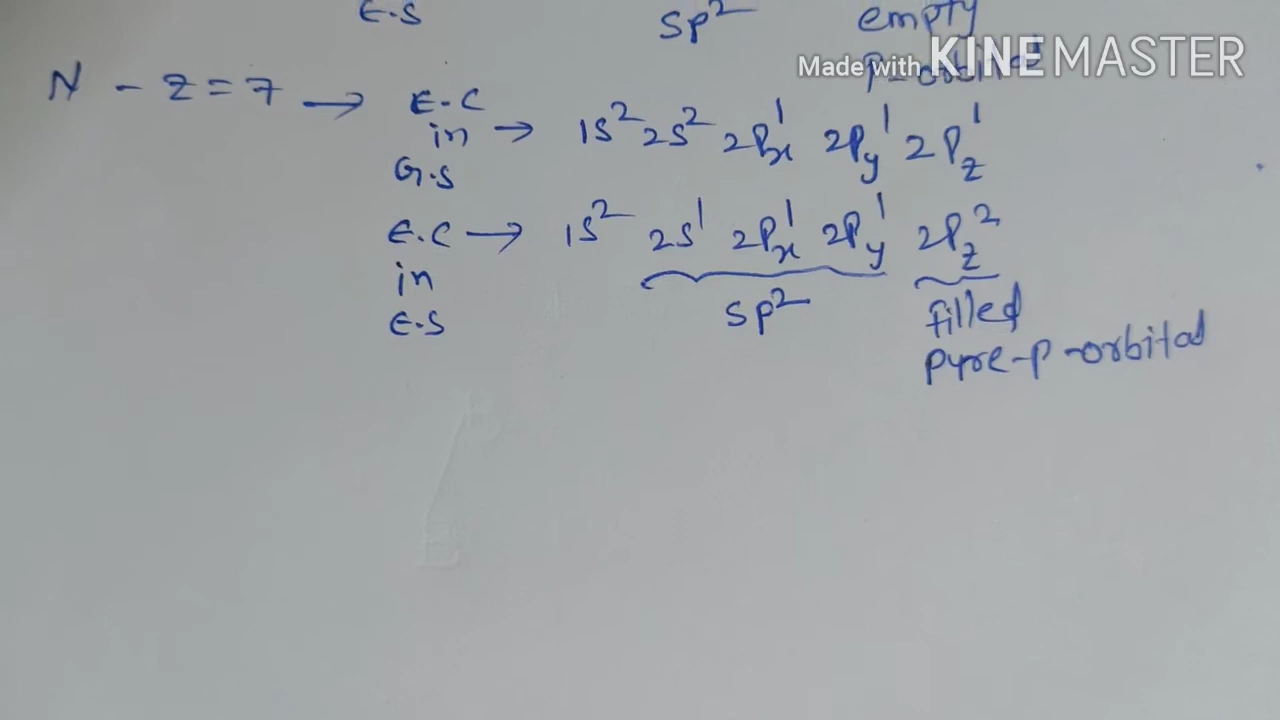 E.S sp² empty
p-orbital
Made with KINEMASTER
N - Z = 7 → E.C in G.S → 1s² 2s² 2Px¹ 2Py¹ 2Pz¹
E.C in E.S → 1s² 2s¹ 2Px¹ 2Py¹ 2Pz²
sp² filled
pure-p-orbital